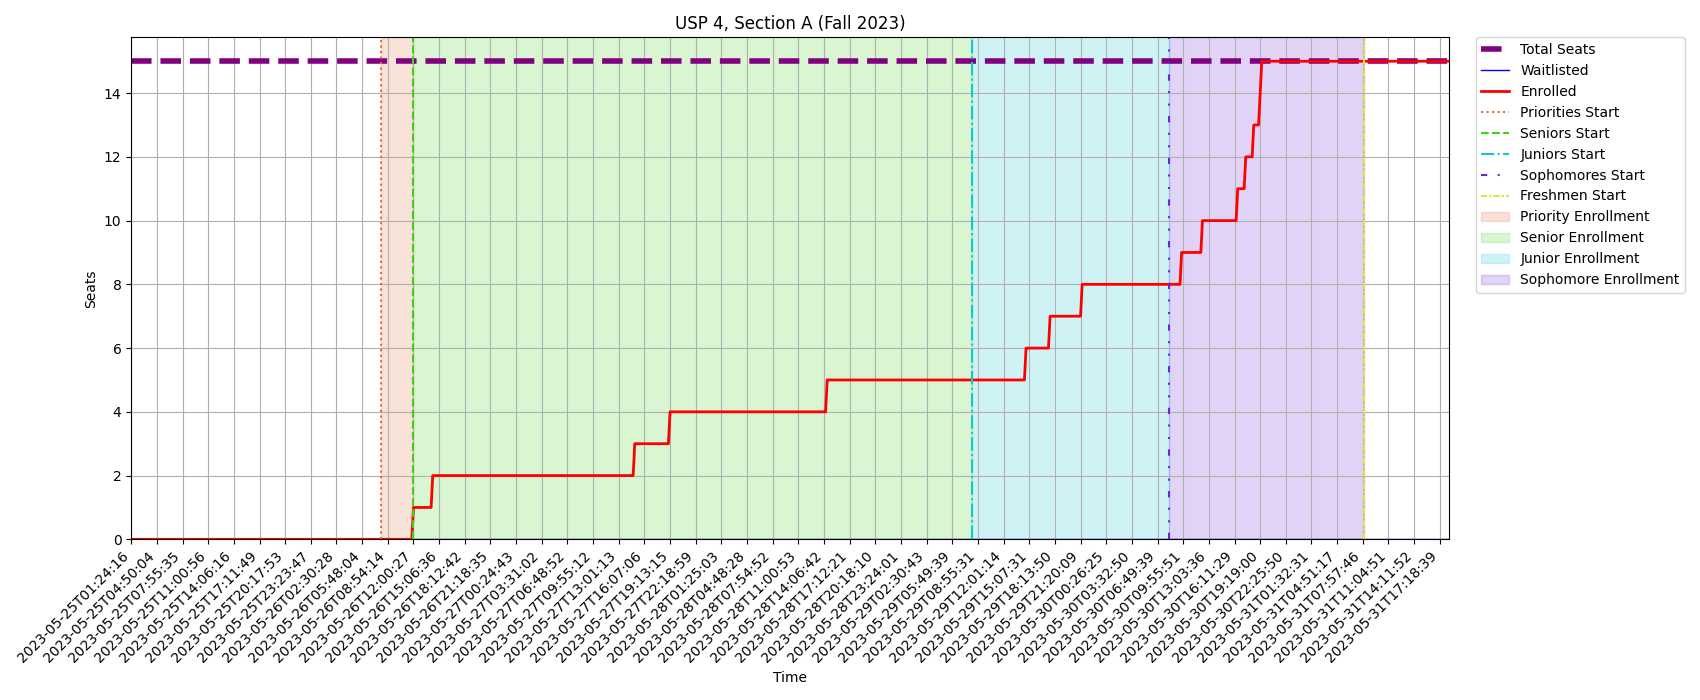 USP 4, Section A (Fall 2023)
Total Seats
Waitlisted
Enrolled
Priorities Start
Seniors Start
Juniors Start
Sophomores Start
Freshmen Start
Priority Enrollment
Senior Enrollment
Junior Enrollment
Sophomore Enrollment
Seats
14
12
10
8
6
4
2
0
2023-05-25T01:24:16
2023-05-25T04:50:04
2023-05-25T07:55:35
2023-05-25T11:00:56
2023-05-25T14:06:16
2023-05-25T17:11:49
2023-05-25T20:17:53
2023-05-25T23:23:47
2023-05-26T02:30:28
2023-05-26T05:48:04
2023-05-26T08:54:14
2023-05-26T12:00:27
2023-05-26T15:06:36
2023-05-26T18:12:42
2023-05-26T21:18:35
2023-05-27T00:24:43
2023-05-27T03:31:02
2023-05-27T06:48:52
2023-05-27T09:55:12
2023-05-27T13:01:13
2023-05-27T16:07:06
2023-05-27T19:13:15
2023-05-27T22:18:59
2023-05-28T01:25:03
2023-05-28T04:48:28
2023-05-28T07:54:52
2023-05-28T11:00:53
2023-05-28T14:06:42
2023-05-28T17:12:21
2023-05-28T20:18:10
2023-05-28T23:24:01
2023-05-29T02:30:43
2023-05-29T05:49:39
2023-05-29T08:55:31
2023-05-29T12:01:14
2023-05-29T15:07:31
2023-05-29T18:13:50
2023-05-29T21:20:09
2023-05-30T00:26:25
2023-05-30T03:32:50
2023-05-30T06:49:39
2023-05-30T09:55:51
2023-05-30T13:03:36
2023-05-30T16:11:29
2023-05-30T19:19:00
2023-05-30T22:25:50
2023-05-31T01:32:31
2023-05-31T04:51:17
2023-05-31T07:57:46
2023-05-31T11:04:51
2023-05-31T14:11:52
2023-05-31T17:18:39
Time